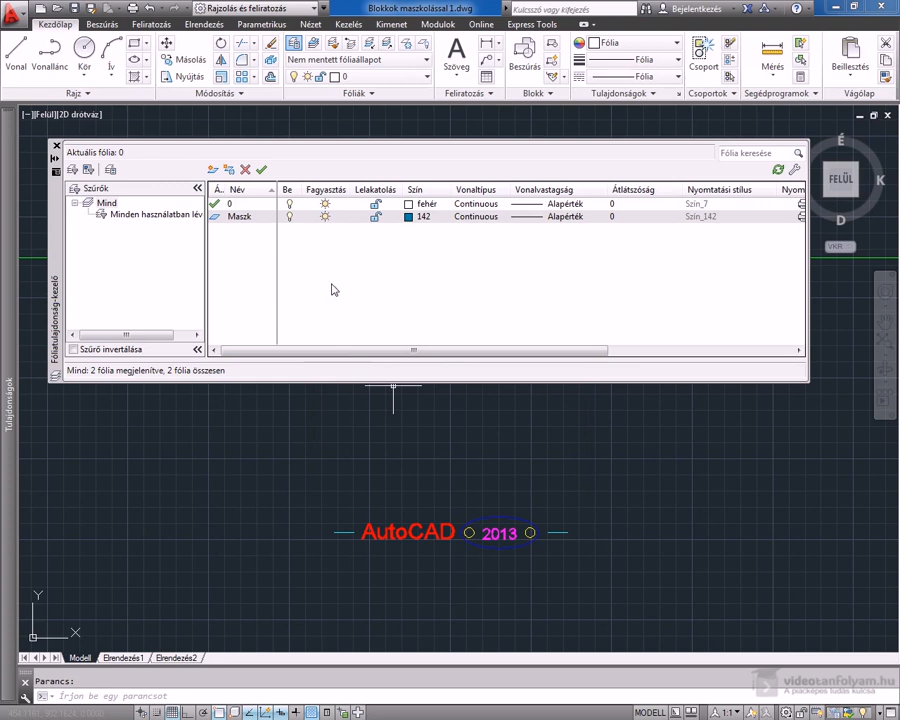 Rajzolás és feliratozás
Blokkok maszkolással 1.dwg
Kulcsszó vagy kifejezés
Bejelentkezés
Kezdőlap Beszúrás Feliratozás Elrendezés Parametrikus Nézet Kezelés Kimenet Modulok Online Express Tools
Vonal Vonallánc Kör Ív
Másolás
Nyújtás
Nem mentett fóliaállapot
0
Szöveg
Beszúrás
Fólia
Fólia
Fólia
Csoport
Mérés
Beillesztés
Rajz Módosítás Fóliák Feliratozás Blokk Tulajdonságok Csoportok Segédprogramok Vágólap
[−][Felül][2D drótváz]
Aktuális fólia: 0
Fólia keresése
Szűrők
Mind
Minden használatban lév
Szűrő invertálása
Á.. Név Be Fagyasztás Lelakatolás Szín Vonaltípus Vonalvastagság Átlátszóság Nyomtatási stílus Nyom
0 fehér Continuous Alapérték 0 Szín_7
Maszk 142 Continuous Alapérték 0 Szín_142
Mind: 2 fólia megjelenítve, 2 fólia összesen
Fóliatulajdonság-kezelő
Tulajdonságok
É
FELÜL
K
D
VKR
AutoCAD 2013
Y
X
Modell Elrendezés1 Elrendezés2
Parancs:
Írjon be egy parancsot
videotanfolyam.hu
A piacképes tudás kulcsa
MODELL
1:1